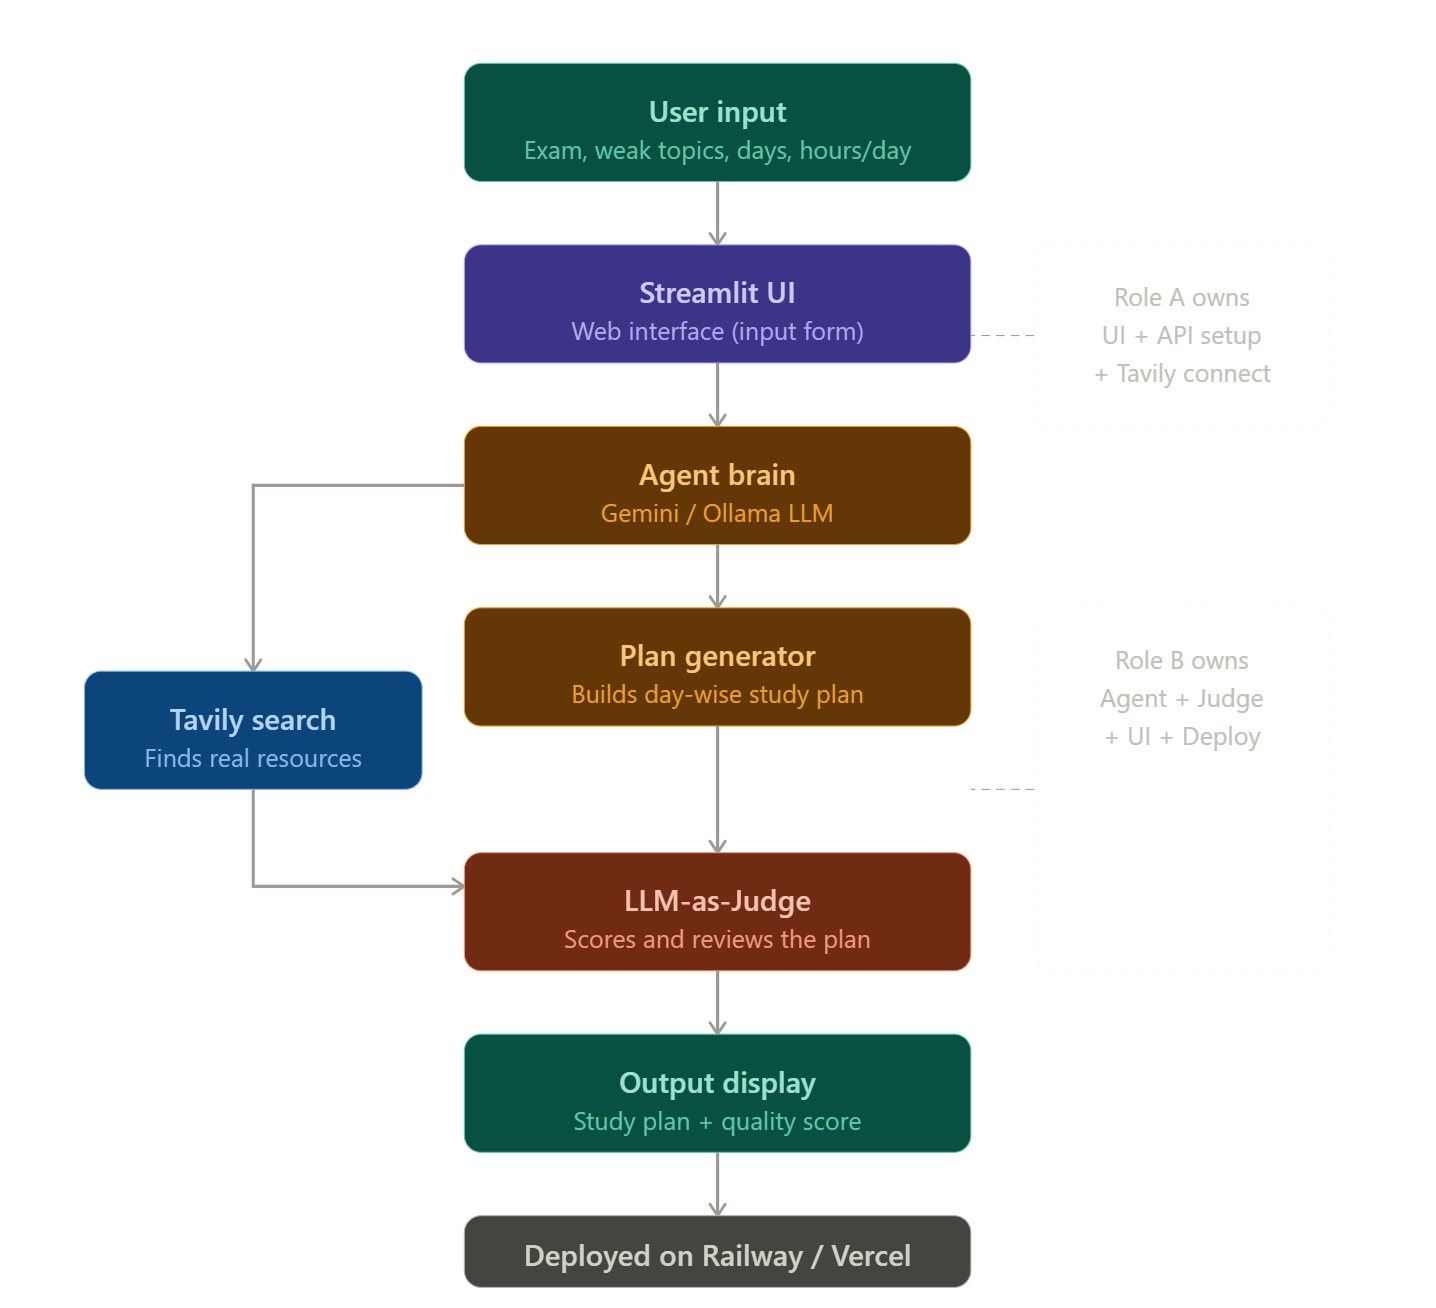 User input
Exam, weak topics, days, hours/day
Streamlit UI
Web interface (input form)
Role A owns
UI + API setup
+ Tavily connect
Agent brain
Gemini / Ollama LLM
Plan generator
Builds day-wise study plan
Role B owns
Agent + Judge
+ UI + Deploy
Tavily search
Finds real resources
LLM-as-Judge
Scores and reviews the plan
Output display
Study plan + quality score
Deployed on Railway / Vercel